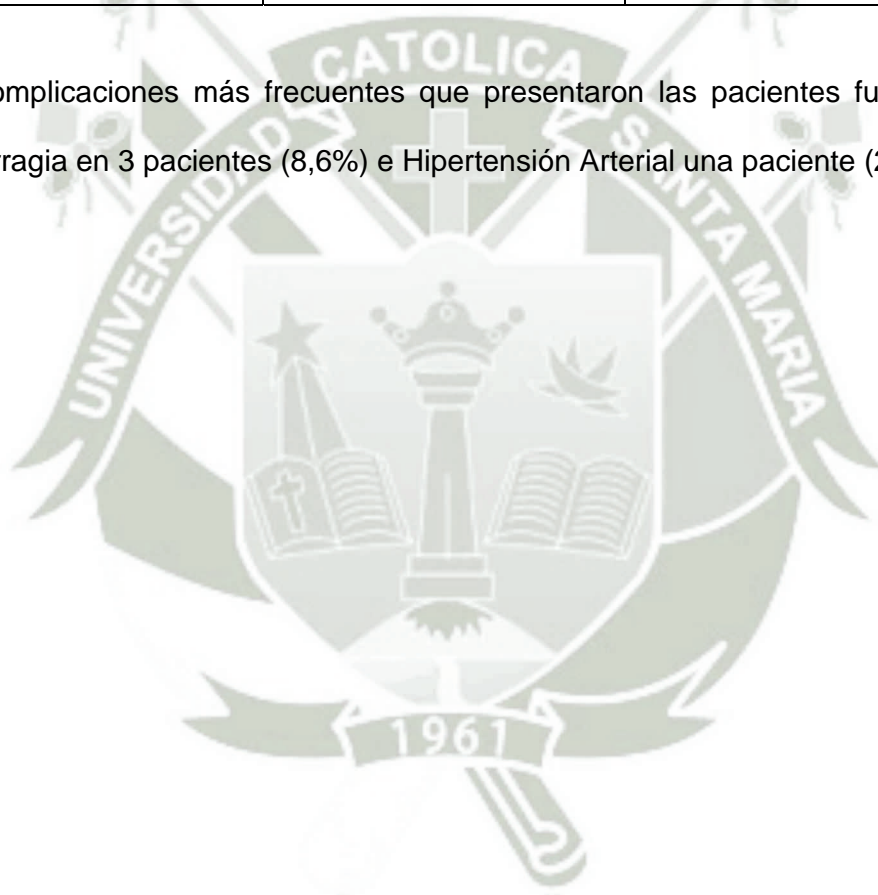 omplicaciones más frecuentes que presentaron las pacientes fu
rragia en 3 pacientes (8,6%) e Hipertensión Arterial una paciente (2
UNIVERSIDAD CATOLICA SANTA MARIA
1961